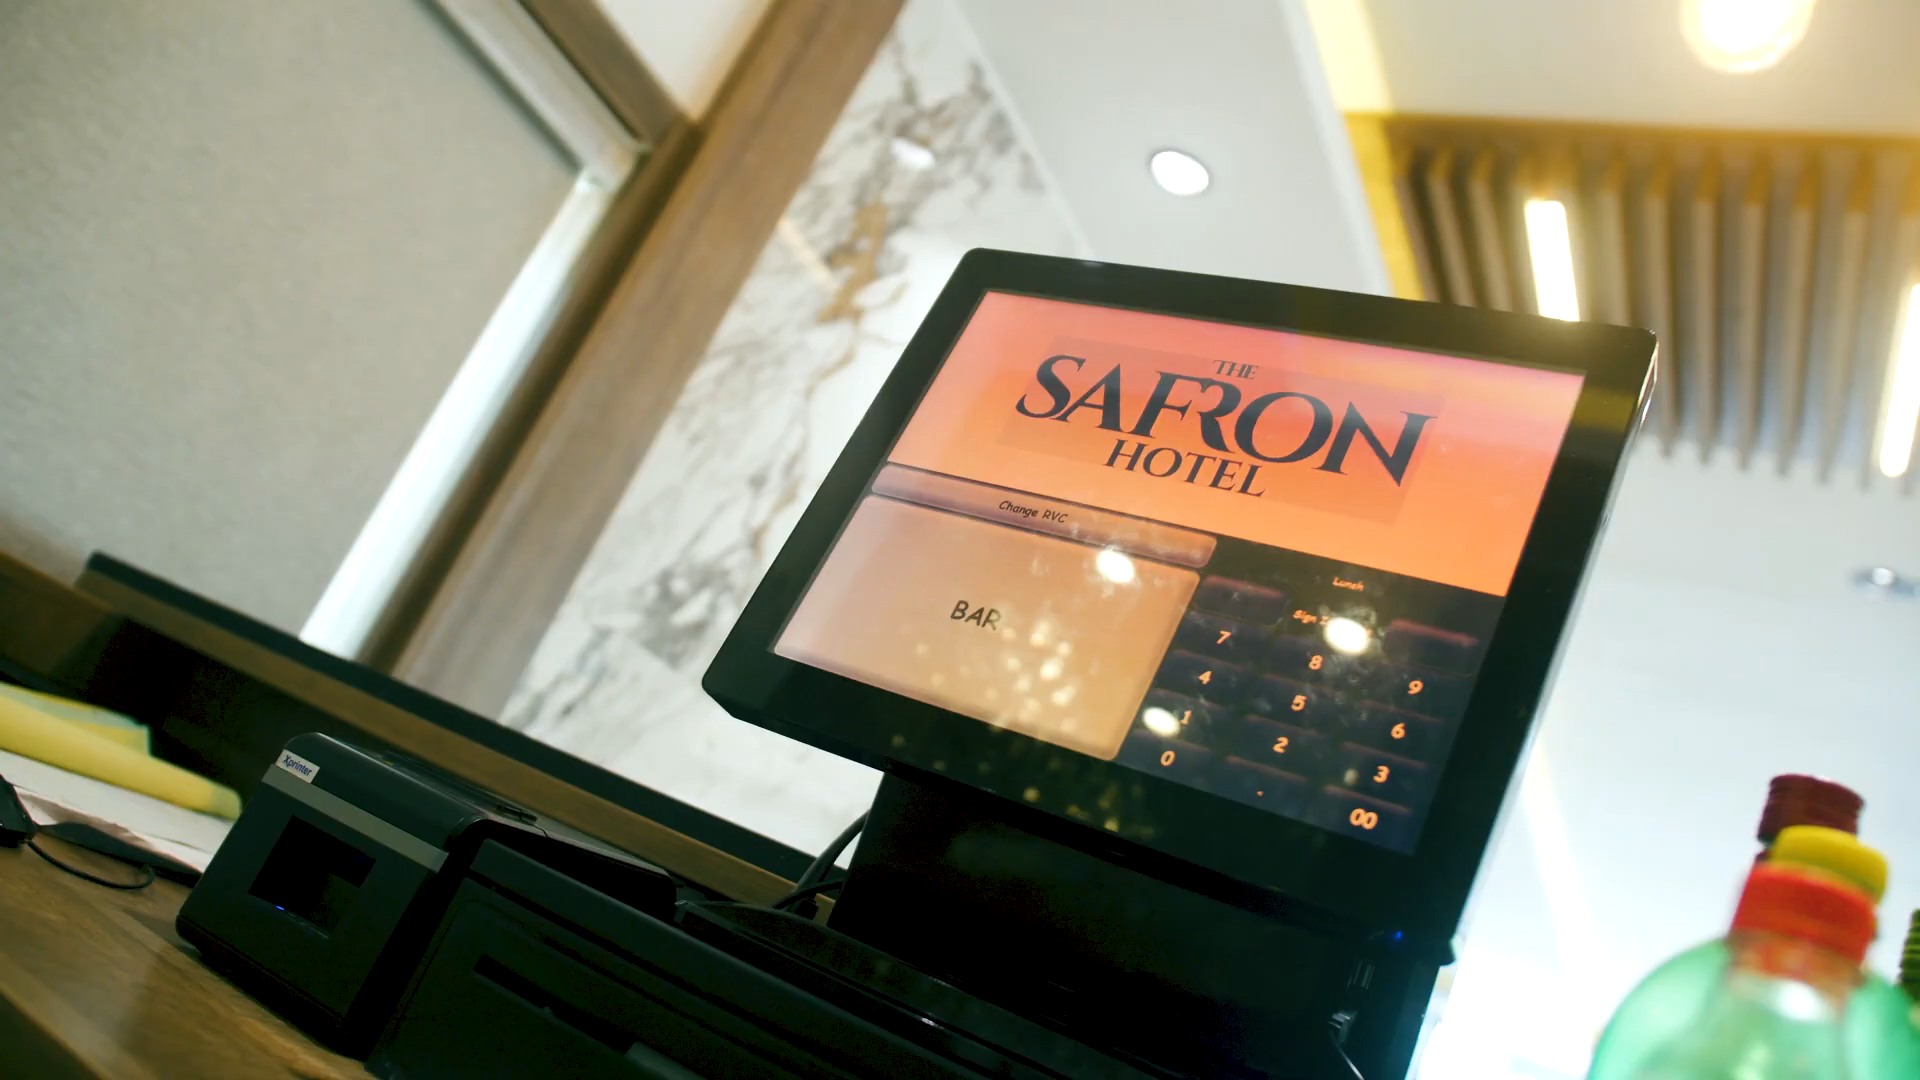 THE
SAFRON
HOTEL
Change RVC
Lunch
BAR
Sign
7
8
9
4
5
6
1
2
3
0
.
00
Xprinter